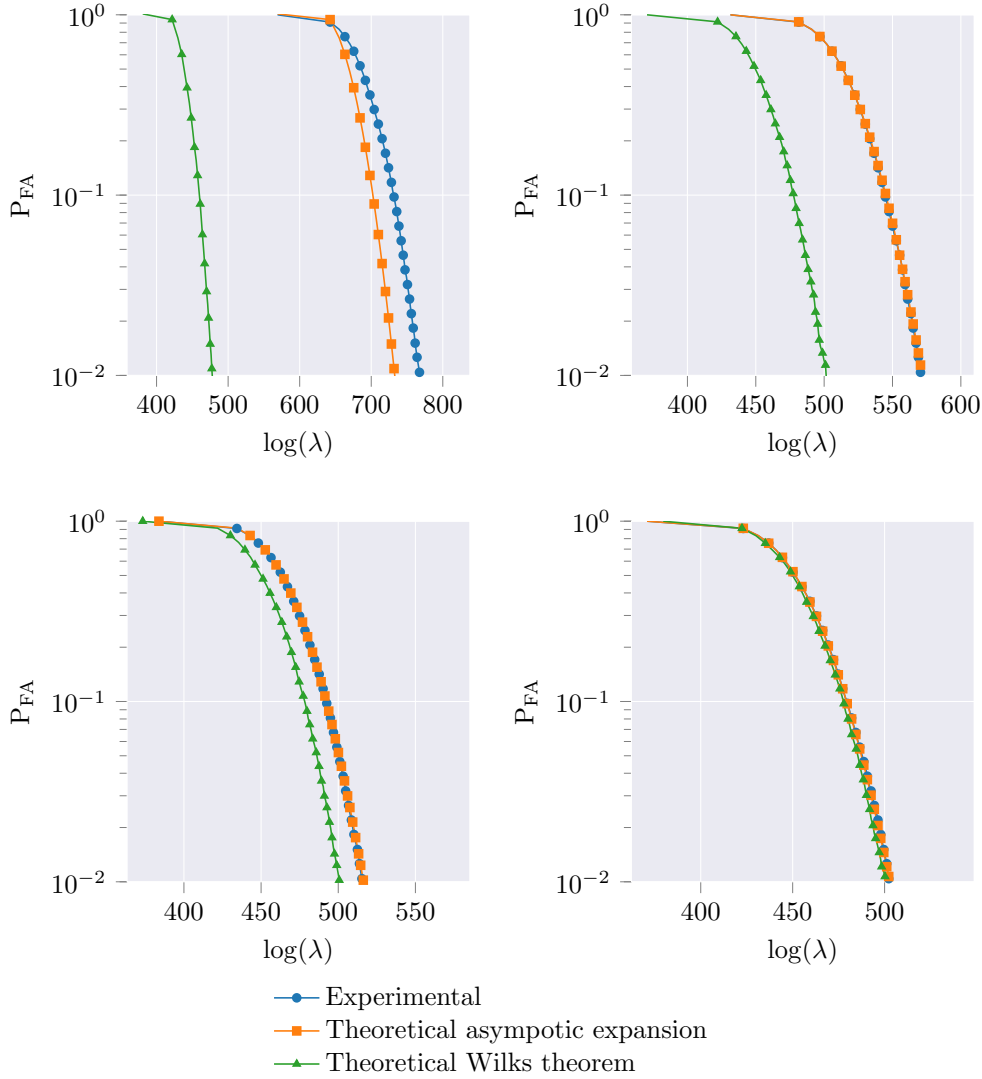 10^0
10^-1
10^-2
P_FA
400 500 600 700 800
log(λ)
10^0
10^-1
10^-2
P_FA
400 450 500 550 600
log(λ)
10^0
10^-1
10^-2
P_FA
400 450 500 550
log(λ)
10^0
10^-1
10^-2
P_FA
400 450 500
log(λ)
Experimental
Theoretical asympotic expansion
Theoretical Wilks theorem